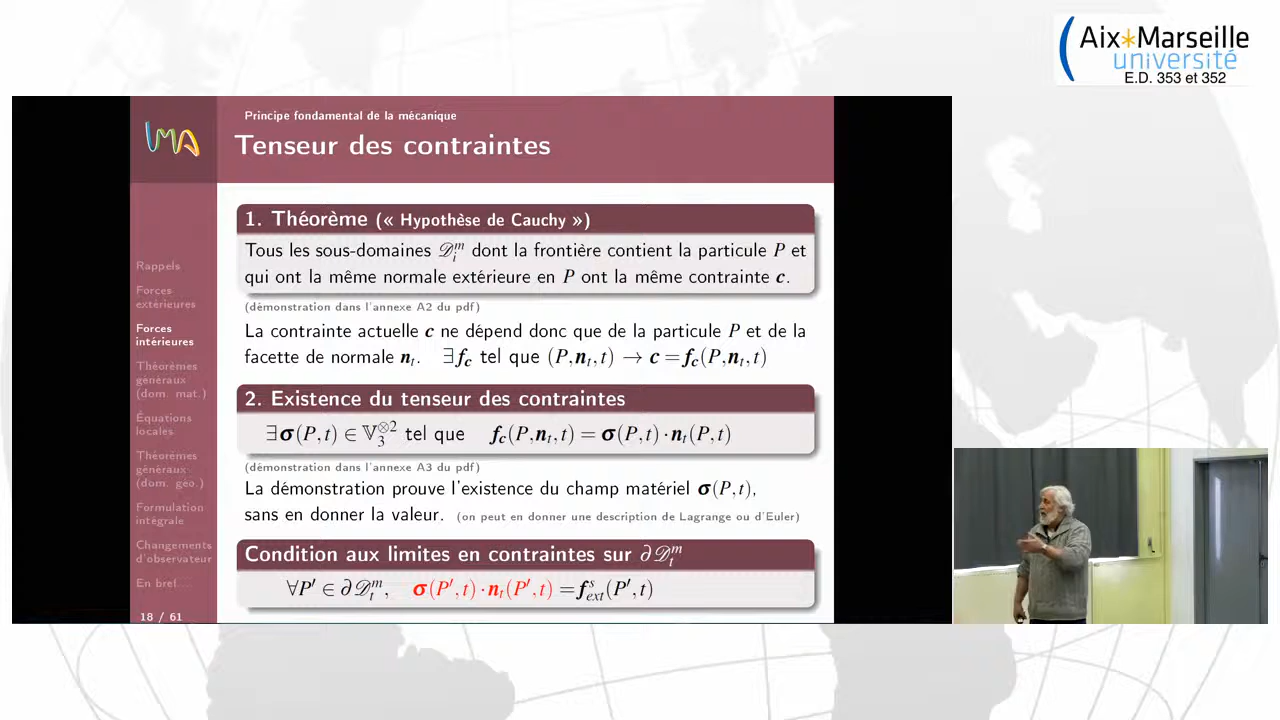 Aix*Marseille
université
E.D. 353 et 352
LMA
Principe fondamental de la mécanique
Tenseur des contraintes
Rappels
Forces
extérieures
Forces
intérieures
Théorèmes
généraux
(dom. mat.)
Équations
locales
Théorèmes
généraux
(dom. géo.)
Formulation
intégrale
Changements
d'observateur
En bref...
18 / 61
1. Théorème (« Hypothèse de Cauchy »)
Tous les sous-domaines 𝒟ᵢᵐ dont la frontière contient la particule P et
qui ont la même normale extérieure en P ont la même contrainte c.
(démonstration dans l'annexe A2 du pdf)
La contrainte actuelle c ne dépend donc que de la particule P et de la
facette de normale nₜ. ∃ f_c tel que (P,nₜ,t) → c = f_c(P,nₜ,t)
2. Existence du tenseur des contraintes
∃ σ(P,t) ∈ 𝕍₃^⊗2 tel que f_c(P,nₜ,t) = σ(P,t)·nₜ(P,t)
(démonstration dans l'annexe A3 du pdf)
La démonstration prouve l'existence du champ matériel σ(P,t),
sans en donner la valeur. (on peut en donner une description de Lagrange ou d'Euler)
Condition aux limites en contraintes sur ∂𝒟ₜᵐ
∀P′ ∈ ∂𝒟ₜᵐ, σ(P′,t)·nₜ(P′,t) = fˢ_ext(P′,t)